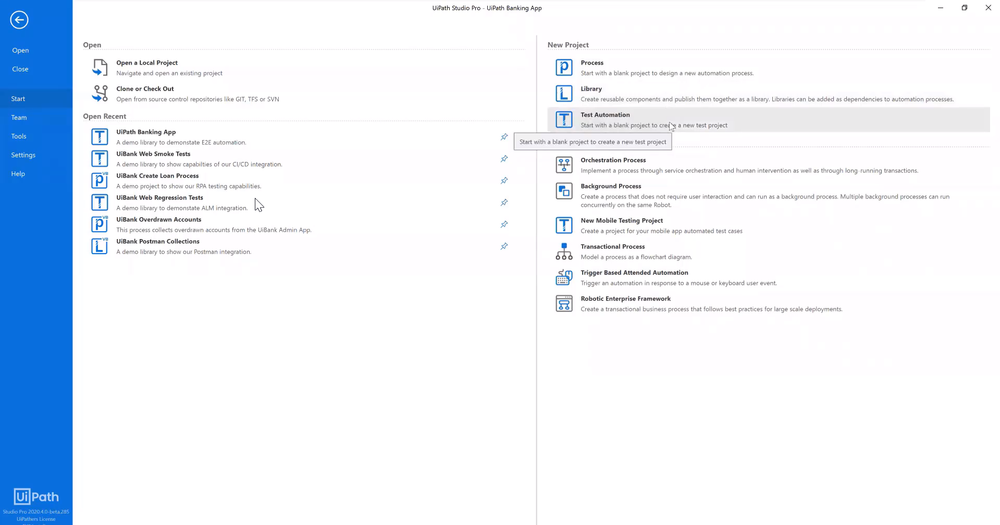 UiPath Studio Pro - UiPath Banking App
Open
Close
Start
Team
Tools
Settings
Help
UiPath
Studio Pro 2020.4.0-beta.285
UiPathers License
Open
Open a Local Project
Navigate and open an existing project
Clone or Check Out
Open from source control repositories like GIT, TFS or SVN
Open Recent
T
UiPath Banking App
A demo library to demonstate E2E automation.
T
UiBank Web Smoke Tests
A demo library to show capabilties of our CI/CD integration.
p VB
UiBank Create Loan Process
A demo project to show our RPA testing capabilities.
T
UiBank Web Regression Tests
A demo library to demonstate ALM integration.
p VB
UiBank Overdrawn Accounts
This process collects overdrawn accounts from the UiBank Admin App.
L VB
UiBank Postman Collections
A demo library to show our Postman integration.
New Project
p
Process
Start with a blank project to design a new automation process.
L
Library
Create reusable components and publish them together as a library. Libraries can be added as dependencies to automation processes.
T
Test Automation
Start with a blank project to create a new test project
Start with a blank project to create a new test project
Orchestration Process
Implement a process through service orchestration and human intervention as well as through long-running transactions.
Background Process
Create a process that does not require user interaction and can run as a background process. Multiple background processes can run
concurrently on the same Robot.
T
New Mobile Testing Project
Create a project for your mobile app automated test cases
Transactional Process
Model a process as a flowchart diagram.
Trigger Based Attended Automation
Trigger an automation in response to a mouse or keyboard user event.
Robotic Enterprise Framework
Create a transactional business process that follows best practices for large scale deployments.